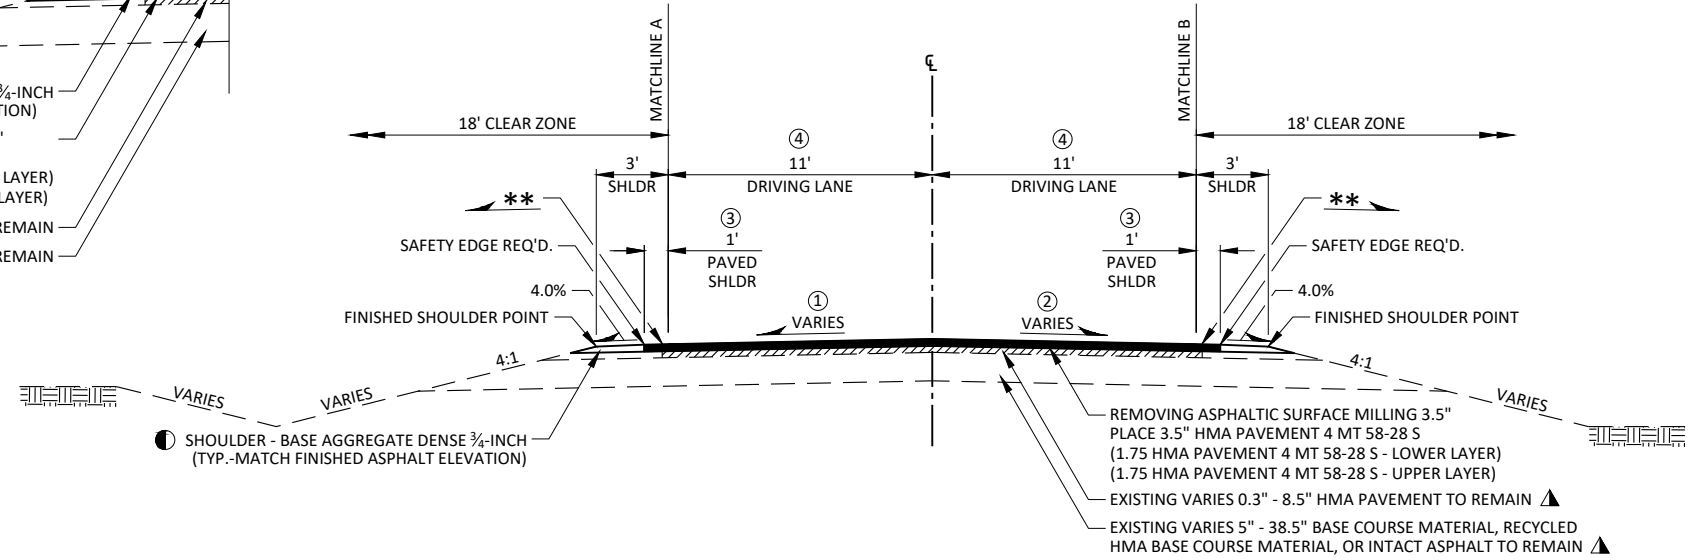 ¾-INCH
TION)
"
LAYER)
LAYER)
REMAIN
REMAIN
MATCHLINE A
MATCHLINE B
℄
18' CLEAR ZONE
18' CLEAR ZONE
④
④
3'
SHLDR
11'
DRIVING LANE
11'
DRIVING LANE
3'
SHLDR
**
**
③
1'
PAVED
SHLDR
③
1'
PAVED
SHLDR
SAFETY EDGE REQ'D.
SAFETY EDGE REQ'D.
4.0%
4.0%
FINISHED SHOULDER POINT
①
VARIES
②
VARIES
FINISHED SHOULDER POINT
4:1
4:1
VARIES
VARIES
VARIES
SHOULDER - BASE AGGREGATE DENSE ¾-INCH
(TYP.-MATCH FINISHED ASPHALT ELEVATION)
REMOVING ASPHALTIC SURFACE MILLING 3.5"
PLACE 3.5" HMA PAVEMENT 4 MT 58-28 S
(1.75 HMA PAVEMENT 4 MT 58-28 S - LOWER LAYER)
(1.75 HMA PAVEMENT 4 MT 58-28 S - UPPER LAYER)
EXISTING VARIES 0.3" - 8.5" HMA PAVEMENT TO REMAIN
EXISTING VARIES 5" - 38.5" BASE COURSE MATERIAL, RECYCLED
HMA BASE COURSE MATERIAL, OR INTACT ASPHALT TO REMAIN